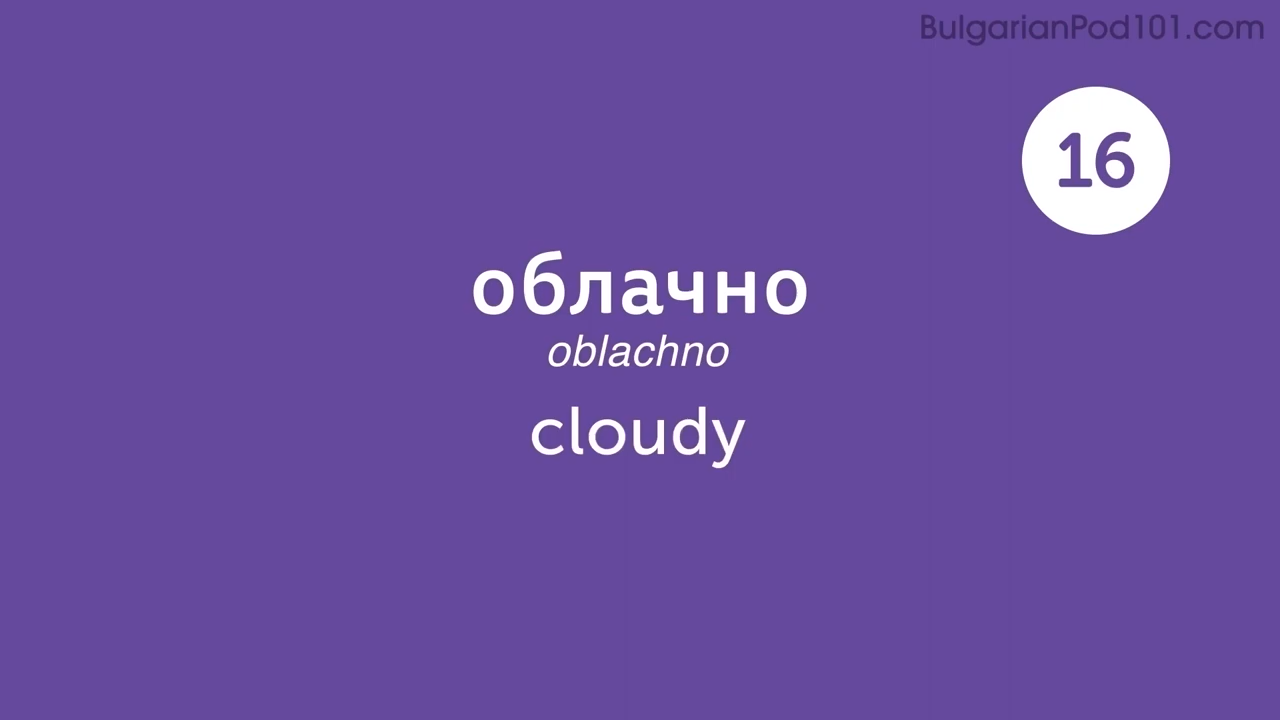 BulgarianPod101.com
16
облачно
oblachno
cloudy